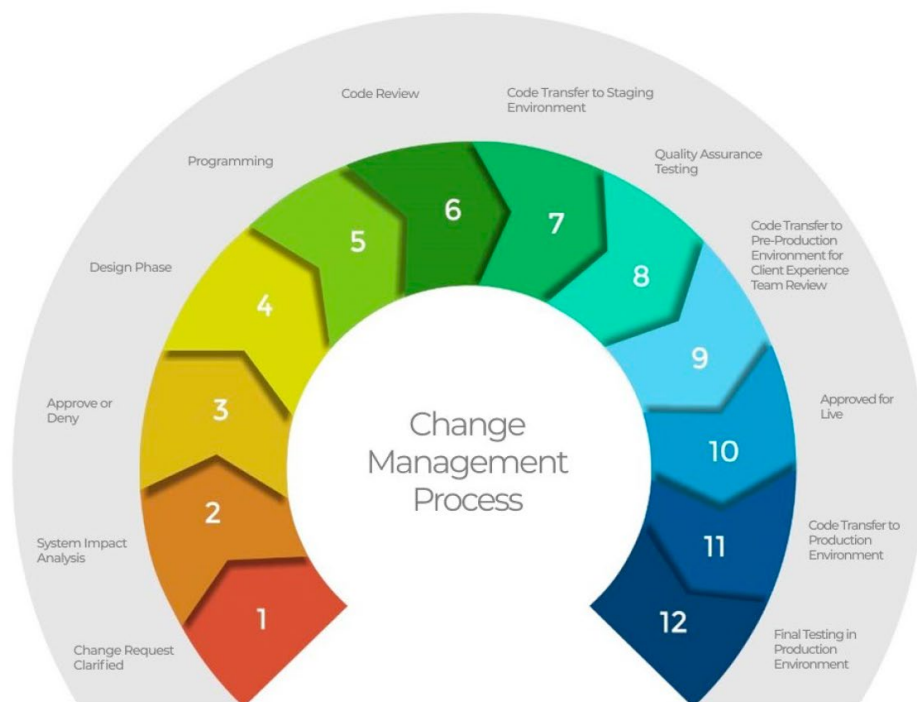 Change
Management
Process
1
Change Request
Clarified
2
System Impact
Analysis
3
Approve or
Deny
4
Design Phase
5
Programming
6
Code Review
7
Code Transfer to Staging
Environment
8
Quality Assurance
Testing
9
Code Transfer to
Pre-Production
Environment for
Client Experience
Team Review
10
Approved for
Live
11
Code Transfer to
Production
Environment
12
Final Testing in
Production
Environment